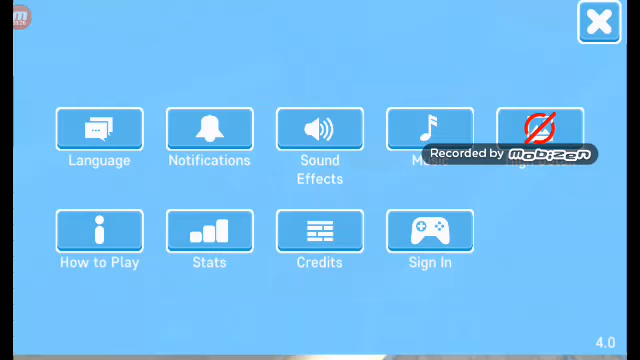 Language
Notifications
Sound
Effects
Recorded by mobizen
How to Play
Stats
Credits
Sign In
4.0